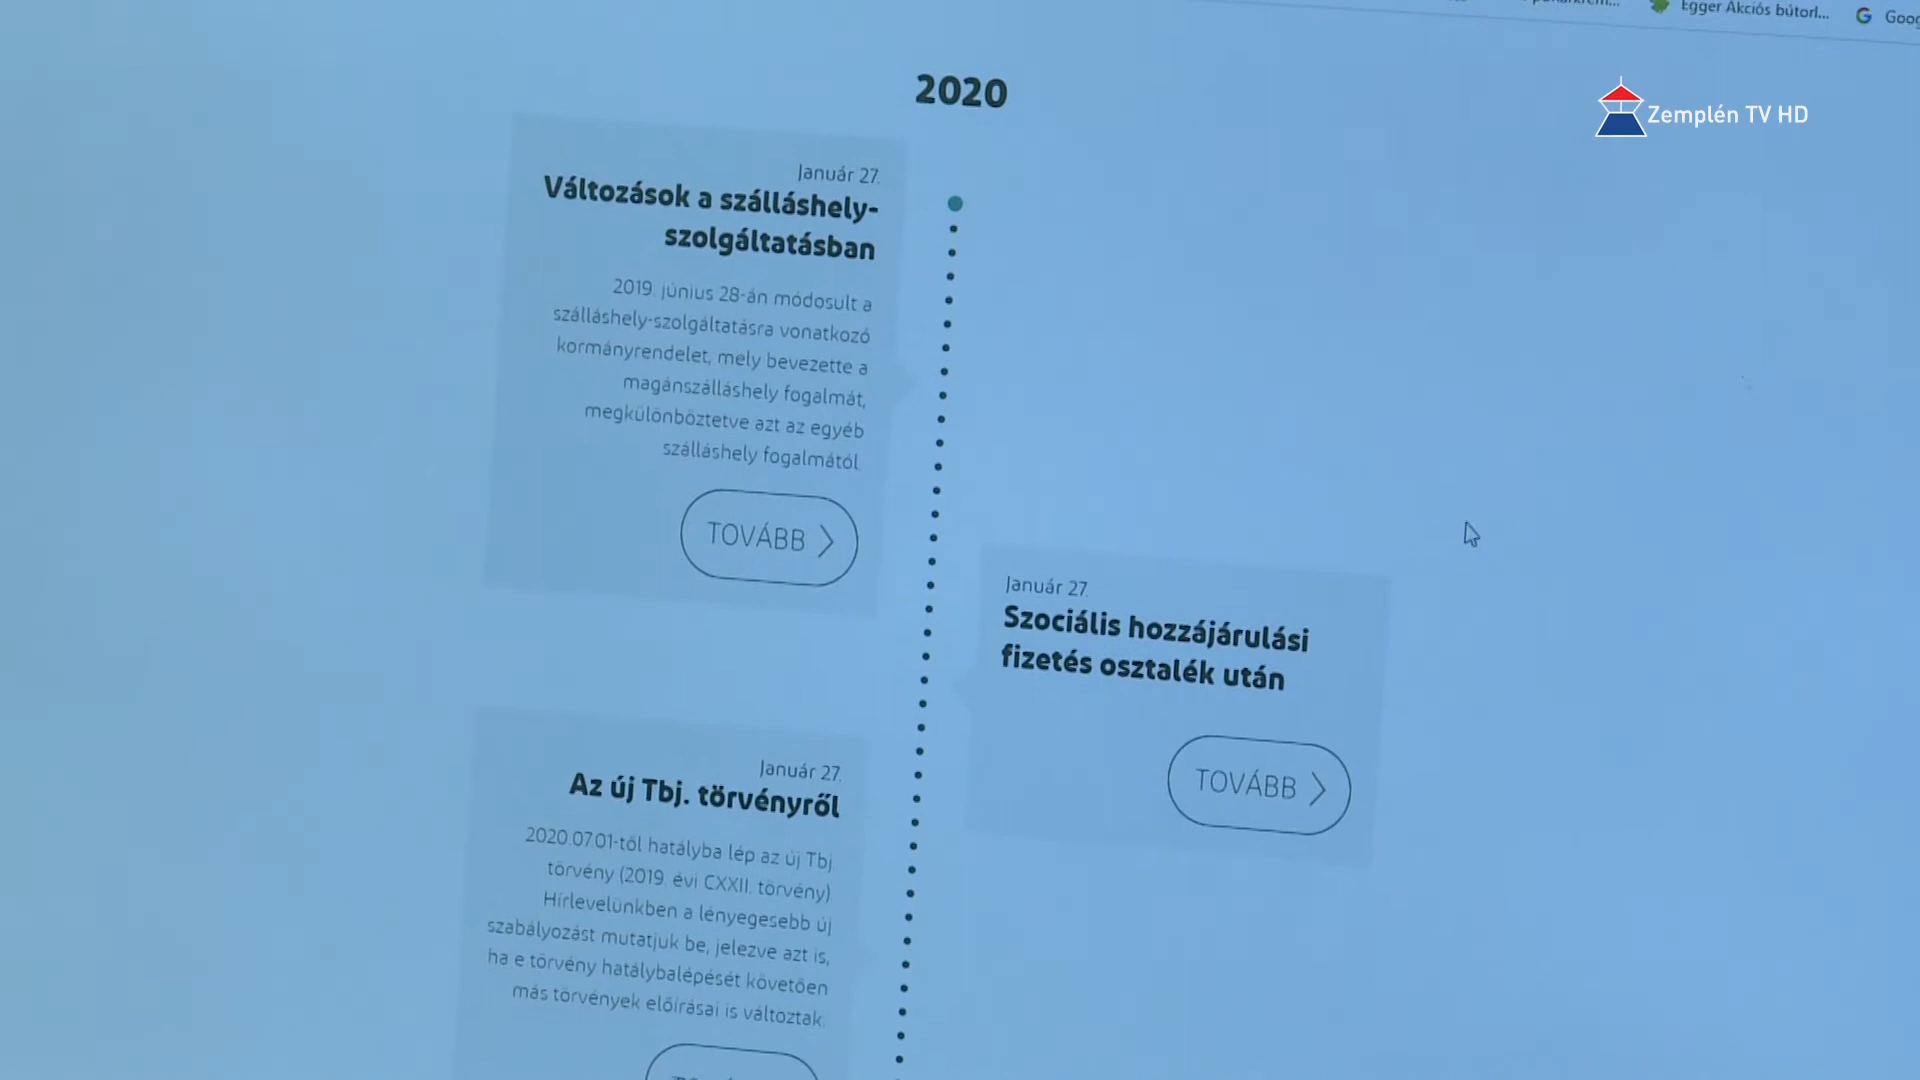 Egger Akciós bútorl...
2020
Zemplén TV HD
Január 27.
Változások a szálláshely-
szolgáltatásban
2019. június 28-án módosult a
szálláshely-szolgáltatásra vonatkozó
kormányrendelet, mely bevezette a
magánszálláshely fogalmát,
megkülönböztetve azt az egyéb
szálláshely fogalmától.
TOVÁBB
Január 27.
Szociális hozzájárulási
fizetés osztalék után
TOVÁBB
Január 27.
Az új Tbj. törvényről
2020.07.01-től hatályba lép az új Tbj.
törvény (2019. évi CXXII. törvény).
Hírlevelünkben a lényegesebb új
szabályozást mutatjuk be, jelezve azt is,
ha e törvény hatálybalépését követően
más törvények előírásai is változtak.